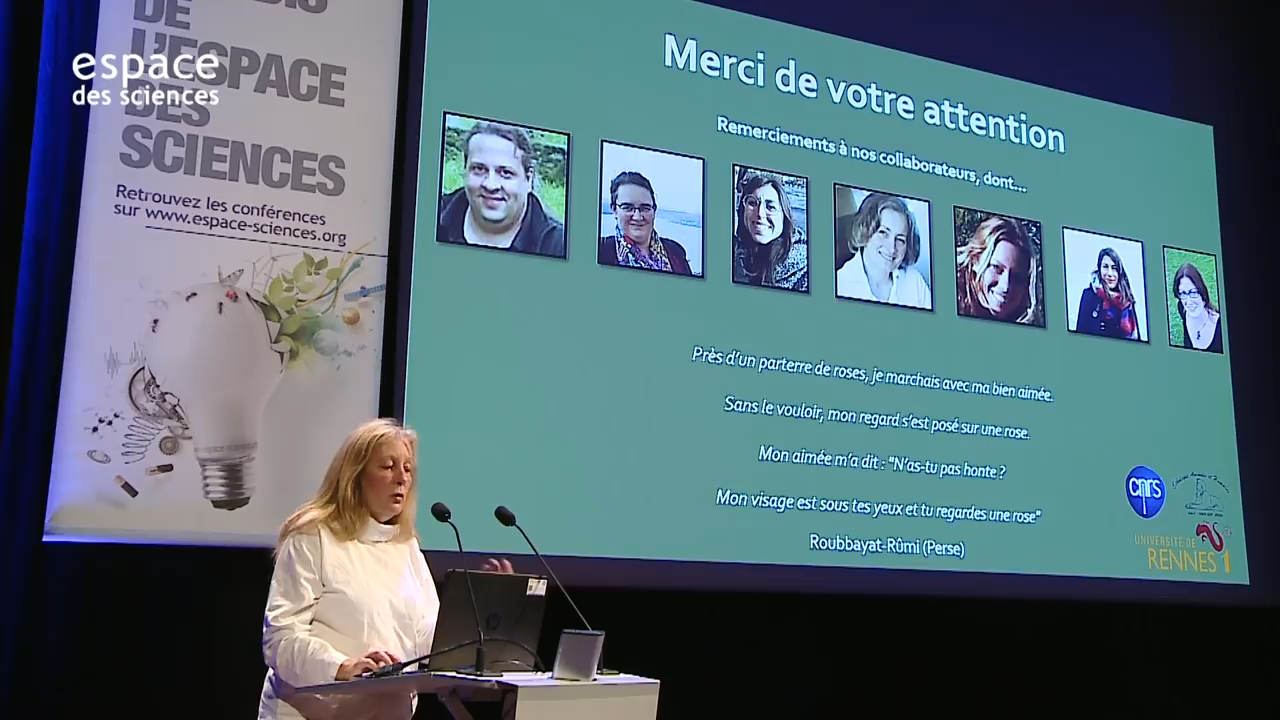 DE
L'ESPACE
DES
SCIENCES
Retrouvez les conférences
sur www.espace-sciences.org
espace
des sciences
Merci de votre attention
Remerciements à nos collaborateurs, dont...
Près d'un parterre de roses, je marchais avec ma bien aimée.
Sans le vouloir, mon regard s'est posé sur une rose.
Mon aimée m'a dit : "N'as-tu pas honte ?
Mon visage est sous tes yeux et tu regardes une rose"
Roubbayat-Rûmi (Perse)
cnrs
UNIVERSITÉ DE
RENNES 1